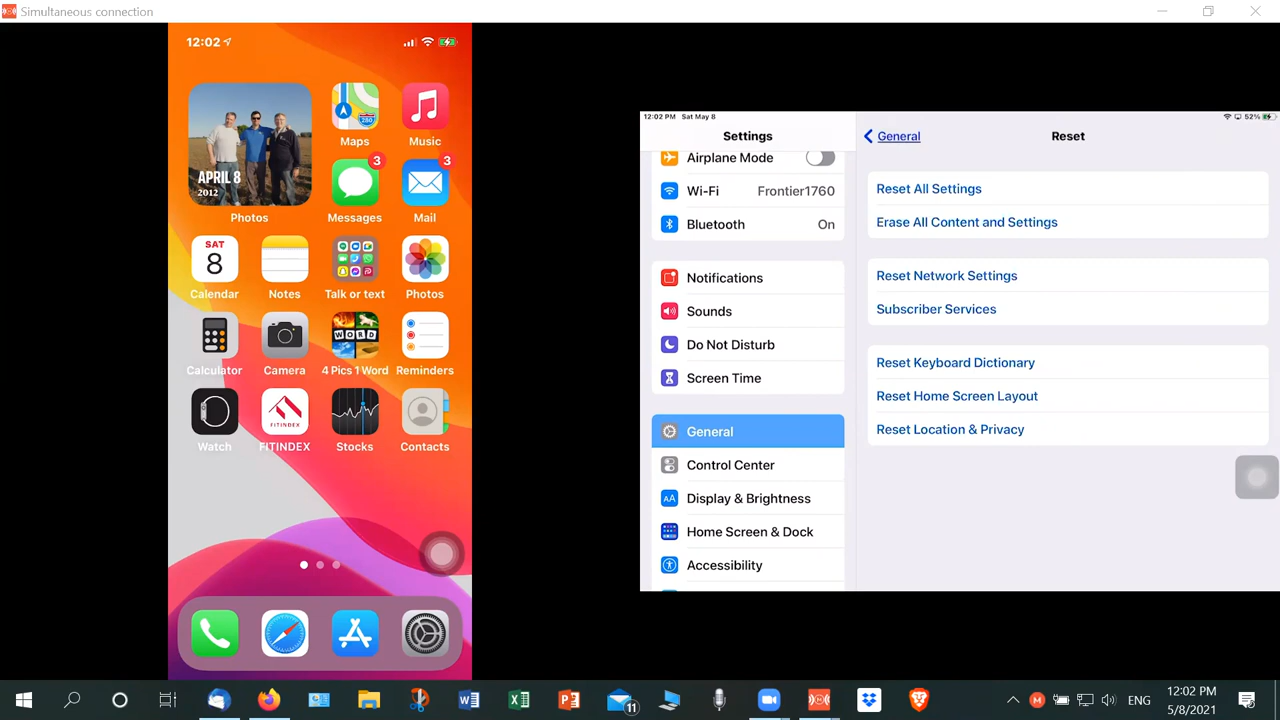 Simultaneous connection
12:02
APRIL 8
2012
Photos
Maps
Music
3
Messages
3
Mail
SAT
8
Calendar
Notes
Talk or text
Photos
Calculator
Camera
WORD
4 Pics 1 Word
Reminders
FITINDEX
Watch
FITINDEX
Stocks
Contacts
12:02 PM Sat May 8
52%
Settings
Airplane Mode
Wi-Fi Frontier1760
Bluetooth On
Notifications
Sounds
Do Not Disturb
Screen Time
General
Control Center
AA Display & Brightness
Home Screen & Dock
Accessibility
General
Reset
Reset All Settings
Erase All Content and Settings
Reset Network Settings
Subscriber Services
Reset Keyboard Dictionary
Reset Home Screen Layout
Reset Location & Privacy
11
ENG
12:02 PM
5/8/2021